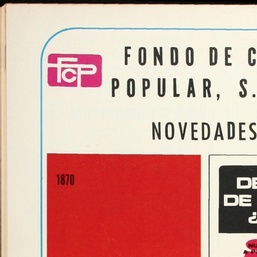 FCP
FONDO DE C
POPULAR, S.
NOVEDADES
1870
DE
DE
¿